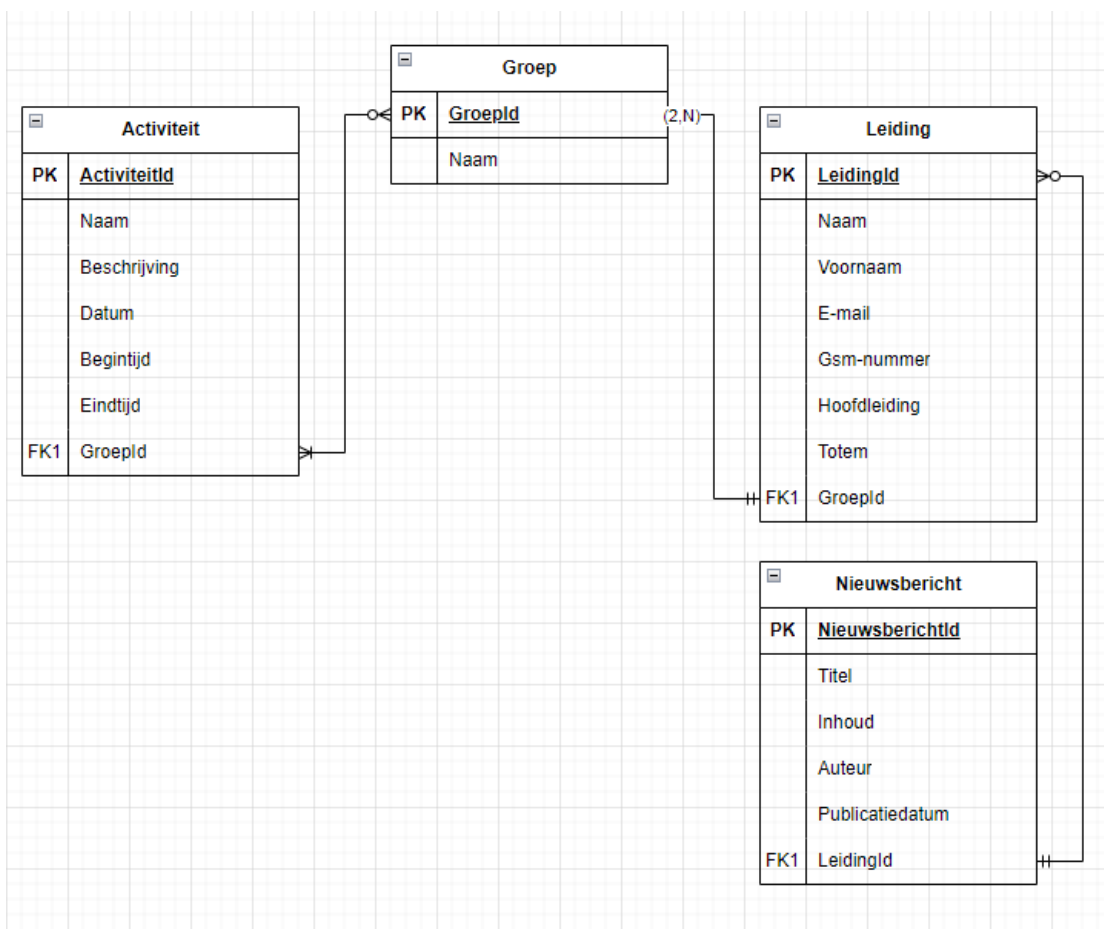 Groep
PK GroepId
(2,N)
Naam
Activiteit
PK ActiviteitId
Naam
Beschrijving
Datum
Begintijd
Eindtijd
FK1 GroepId
Leiding
PK LeidingId
Naam
Voornaam
E-mail
Gsm-nummer
Hoofdleiding
Totem
FK1 GroepId
Nieuwsbericht
PK NieuwsberichtId
Titel
Inhoud
Auteur
Publicatiedatum
FK1 LeidingId